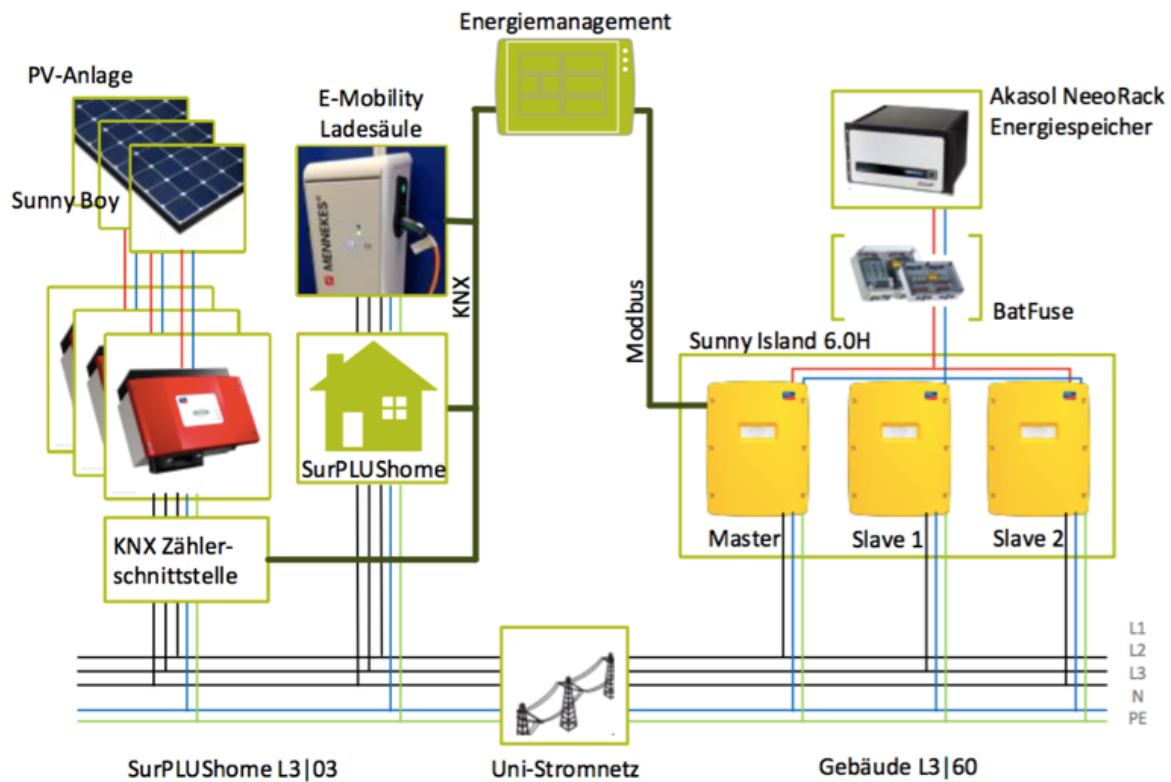 Energiemanagement
PV-Anlage
E-Mobility
Ladesäule
Akasol NeeoRack
Energiespeicher
Sunny Boy
MENNEKES
KNX
Modbus
BatFuse
Sunny Island 6.0H
SurPLUShome
Master
Slave 1
Slave 2
KNX Zähler-
schnittstelle
L1
L2
L3
N
PE
SurPLUShome L3|03
Uni-Stromnetz
Gebäude L3|60